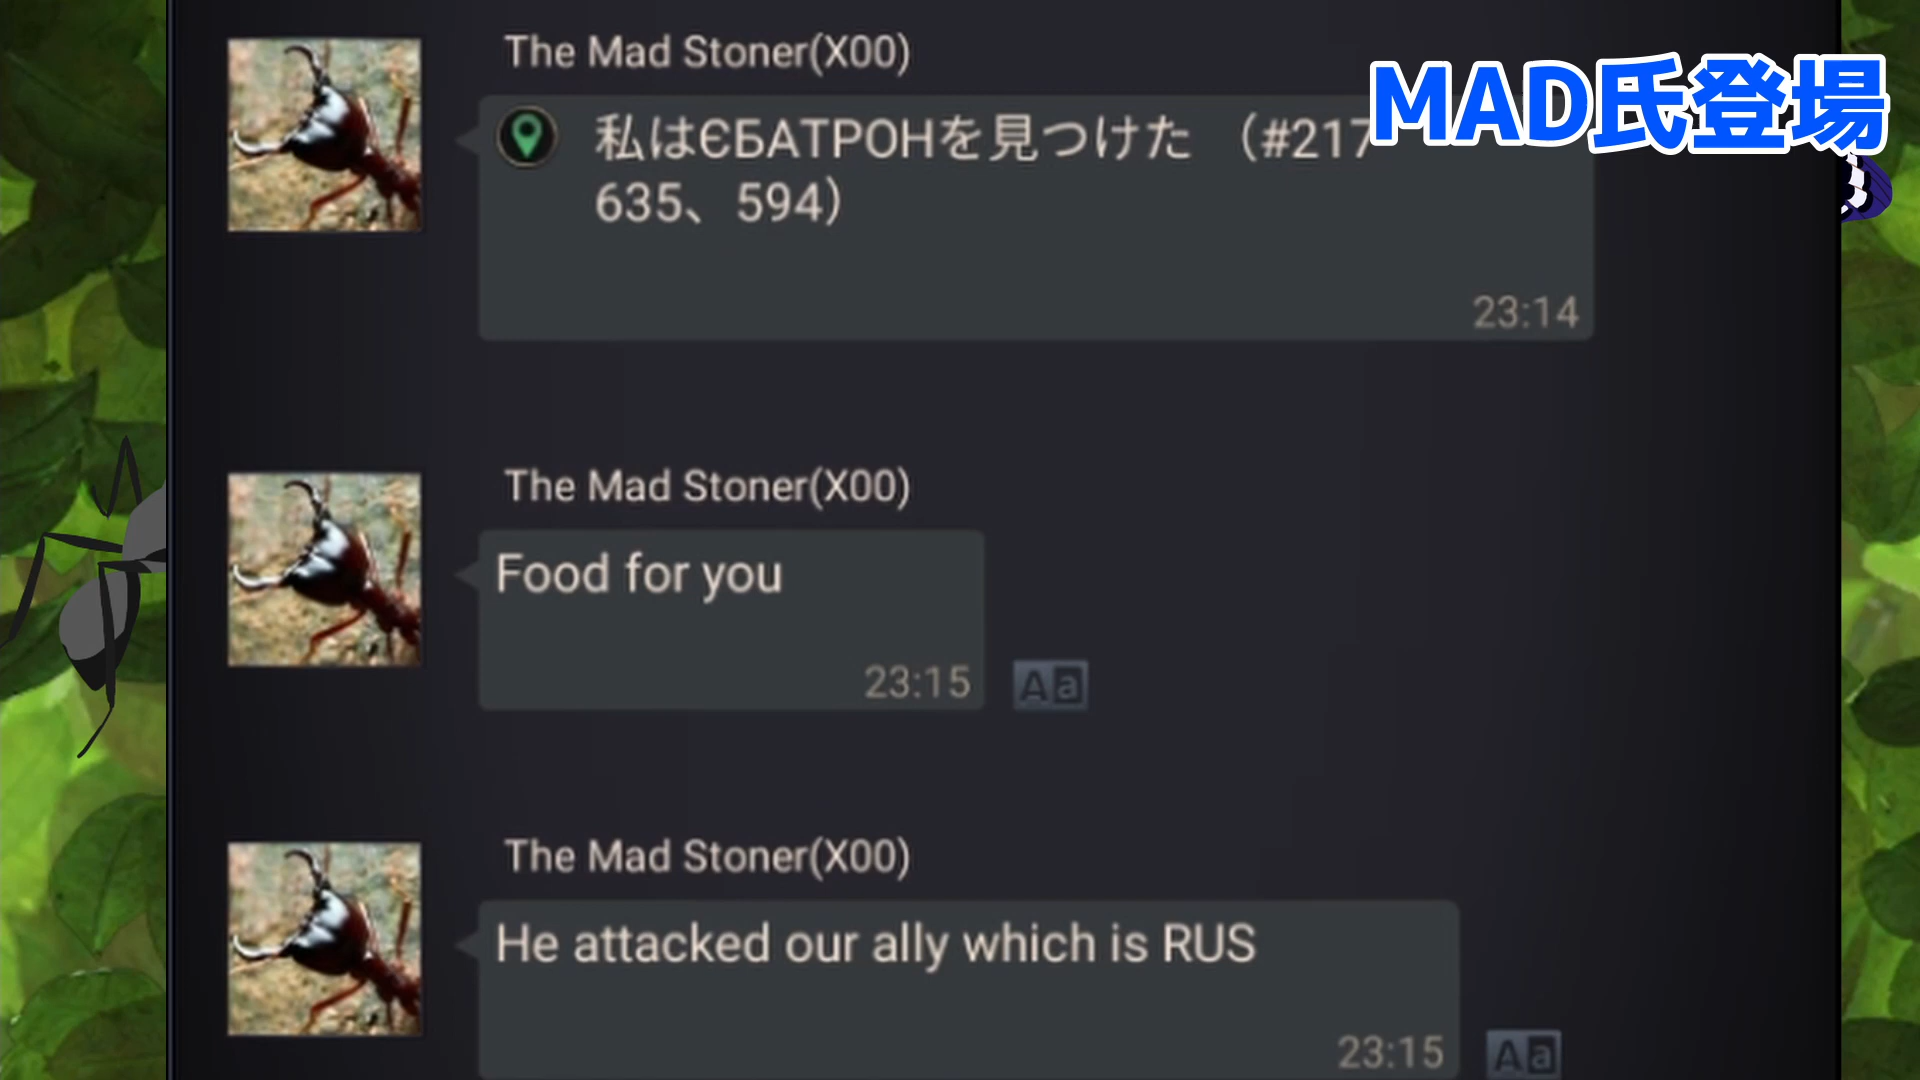 The Mad Stoner(X00)
MAD氏登場
私はЄБАТРОНを見つけた （#217
635、594）
23:14
The Mad Stoner(X00)
Food for you
23:15
Aa
The Mad Stoner(X00)
He attacked our ally which is RUS
23:15
Aa